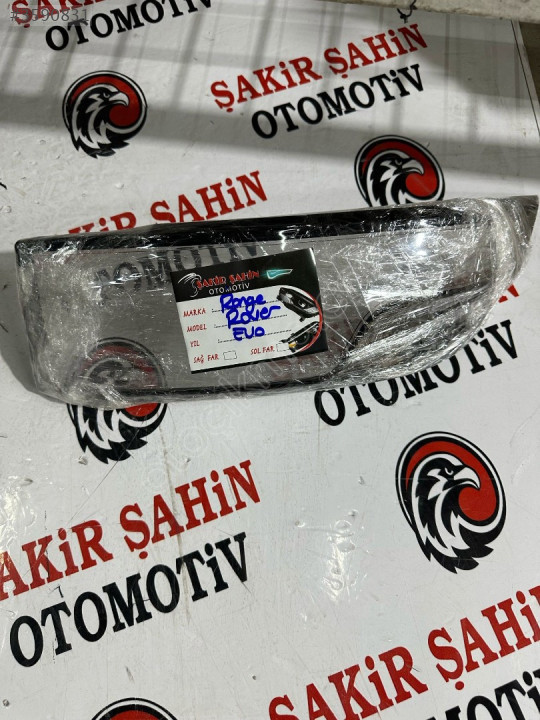 ŞAKİR ŞAHİN
OTOMOTİV
ŞAKİR ŞAHİN
OTOMOTİV
ŞAKİR ŞAHİN
OTOMOTİV
MARKA : Range
MODEL : Rover
YIL : EVO
SAĞ FAR
SOL FAR
ŞAHİN
OTOMOTİV
ŞAKİR ŞAHİN
OTOMOTİV
ŞAKİR ŞAHİN
OTOMOTİV